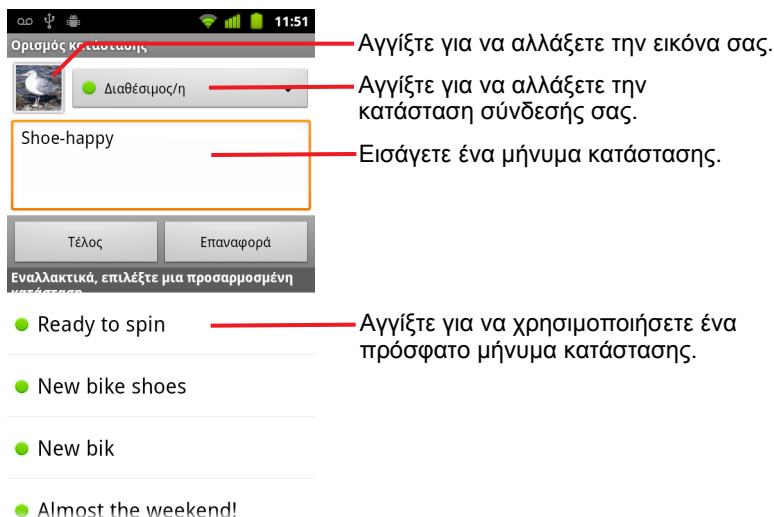 11:51
Ορισμός κατάστασης
Αγγίξτε για να αλλάξετε την εικόνα σας.
Διαθέσιμος/η
Αγγίξτε για να αλλάξετε την
κατάσταση σύνδεσής σας.
Shoe-happy
Εισάγετε ένα μήνυμα κατάστασης.
Τέλος
Επαναφορά
Εναλλακτικά, επιλέξτε μια προσαρμοσμένη
κατάσταση
Ready to spin
Αγγίξτε για να χρησιμοποιήσετε ένα
πρόσφατο μήνυμα κατάστασης.
New bike shoes
New bik
Almost the weekend!